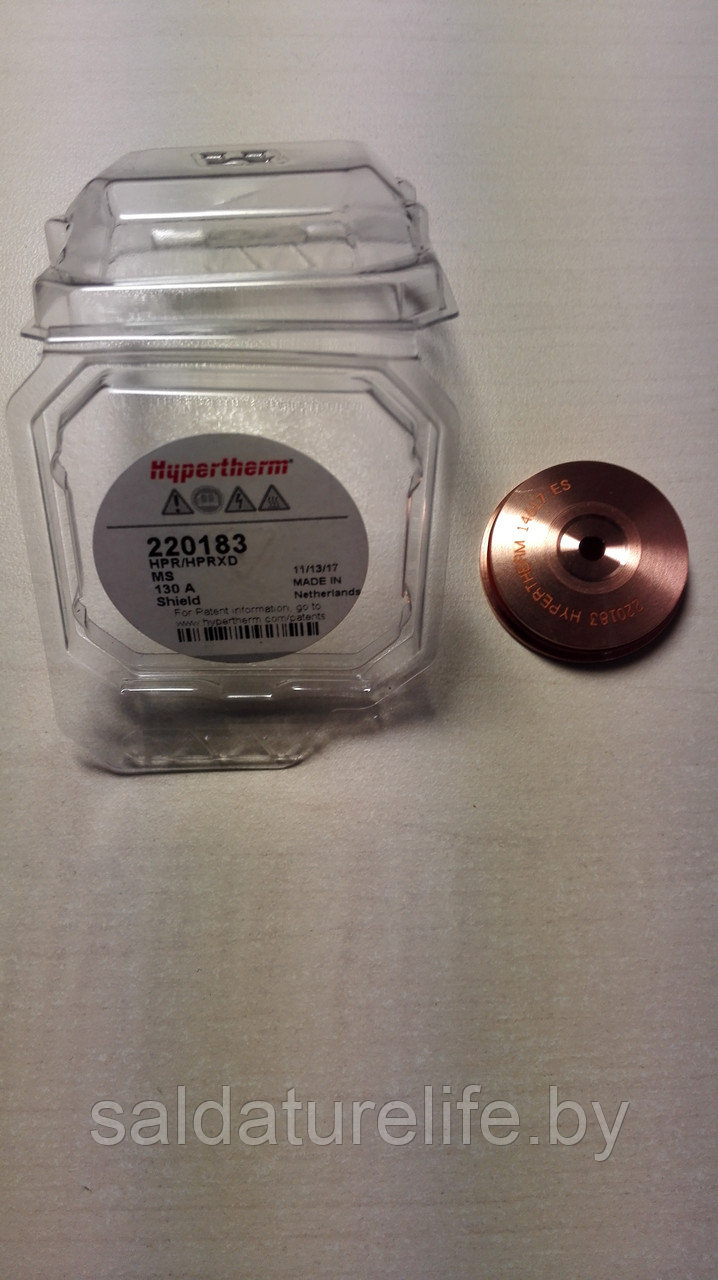 Hypertherm
220183
HPR/HPRXD
MS
130 A
Shield
11/13/17
MADE IN
Netherlands
For Patent information, go to
www.hypertherm.com/patents
220183 HYPERTHERM ES
saldaturelife.by